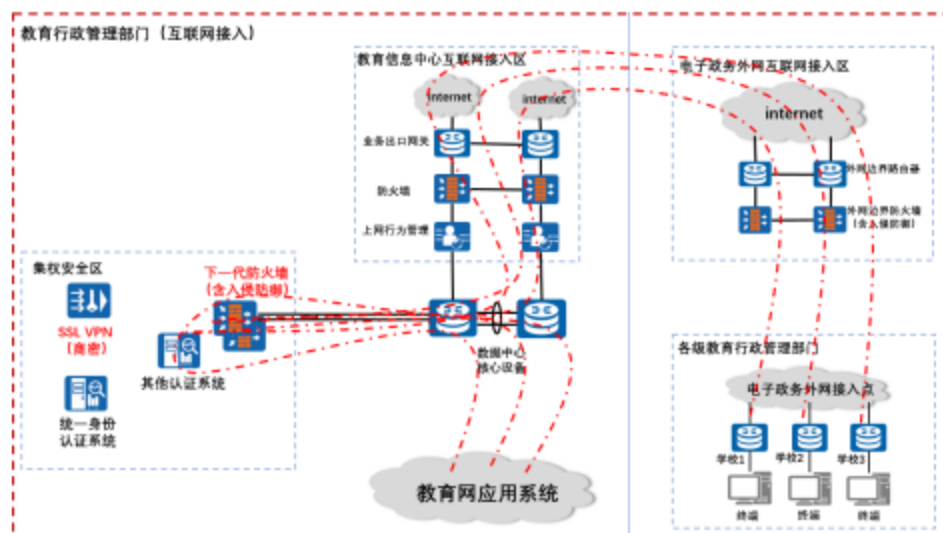 教育行政管理部门（互联网接入）
教育信息中心互联网接入区
internet
internet
业务出口网关
防火墙
上网行为管理
电子政务外网互联网接入区
internet
外网边界路由器
外网边界防火墙
（含入侵防御）
集权安全区
下一代防火墙
（含入侵防御）
SSL VPN
（商密）
其他认证系统
统一身份
认证系统
数据中心
核心设备
教育网应用系统
各级教育行政管理部门
电子政务外网接入点
学校1
学校2
学校3
终端
终端
终端